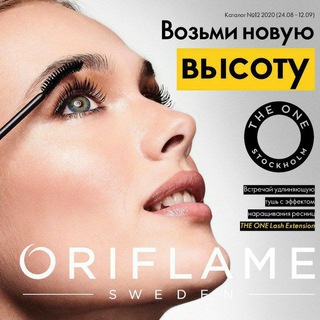 Каталог №12 2020 (24.08 - 12.09)
Возьми новую
высоту
THE ONE
STOCKHOLM
Встречай удлиняющую
тушь с эффектом
наращивания ресниц
THE ONE Lash Extension
ORIFLAME
SWEDEN